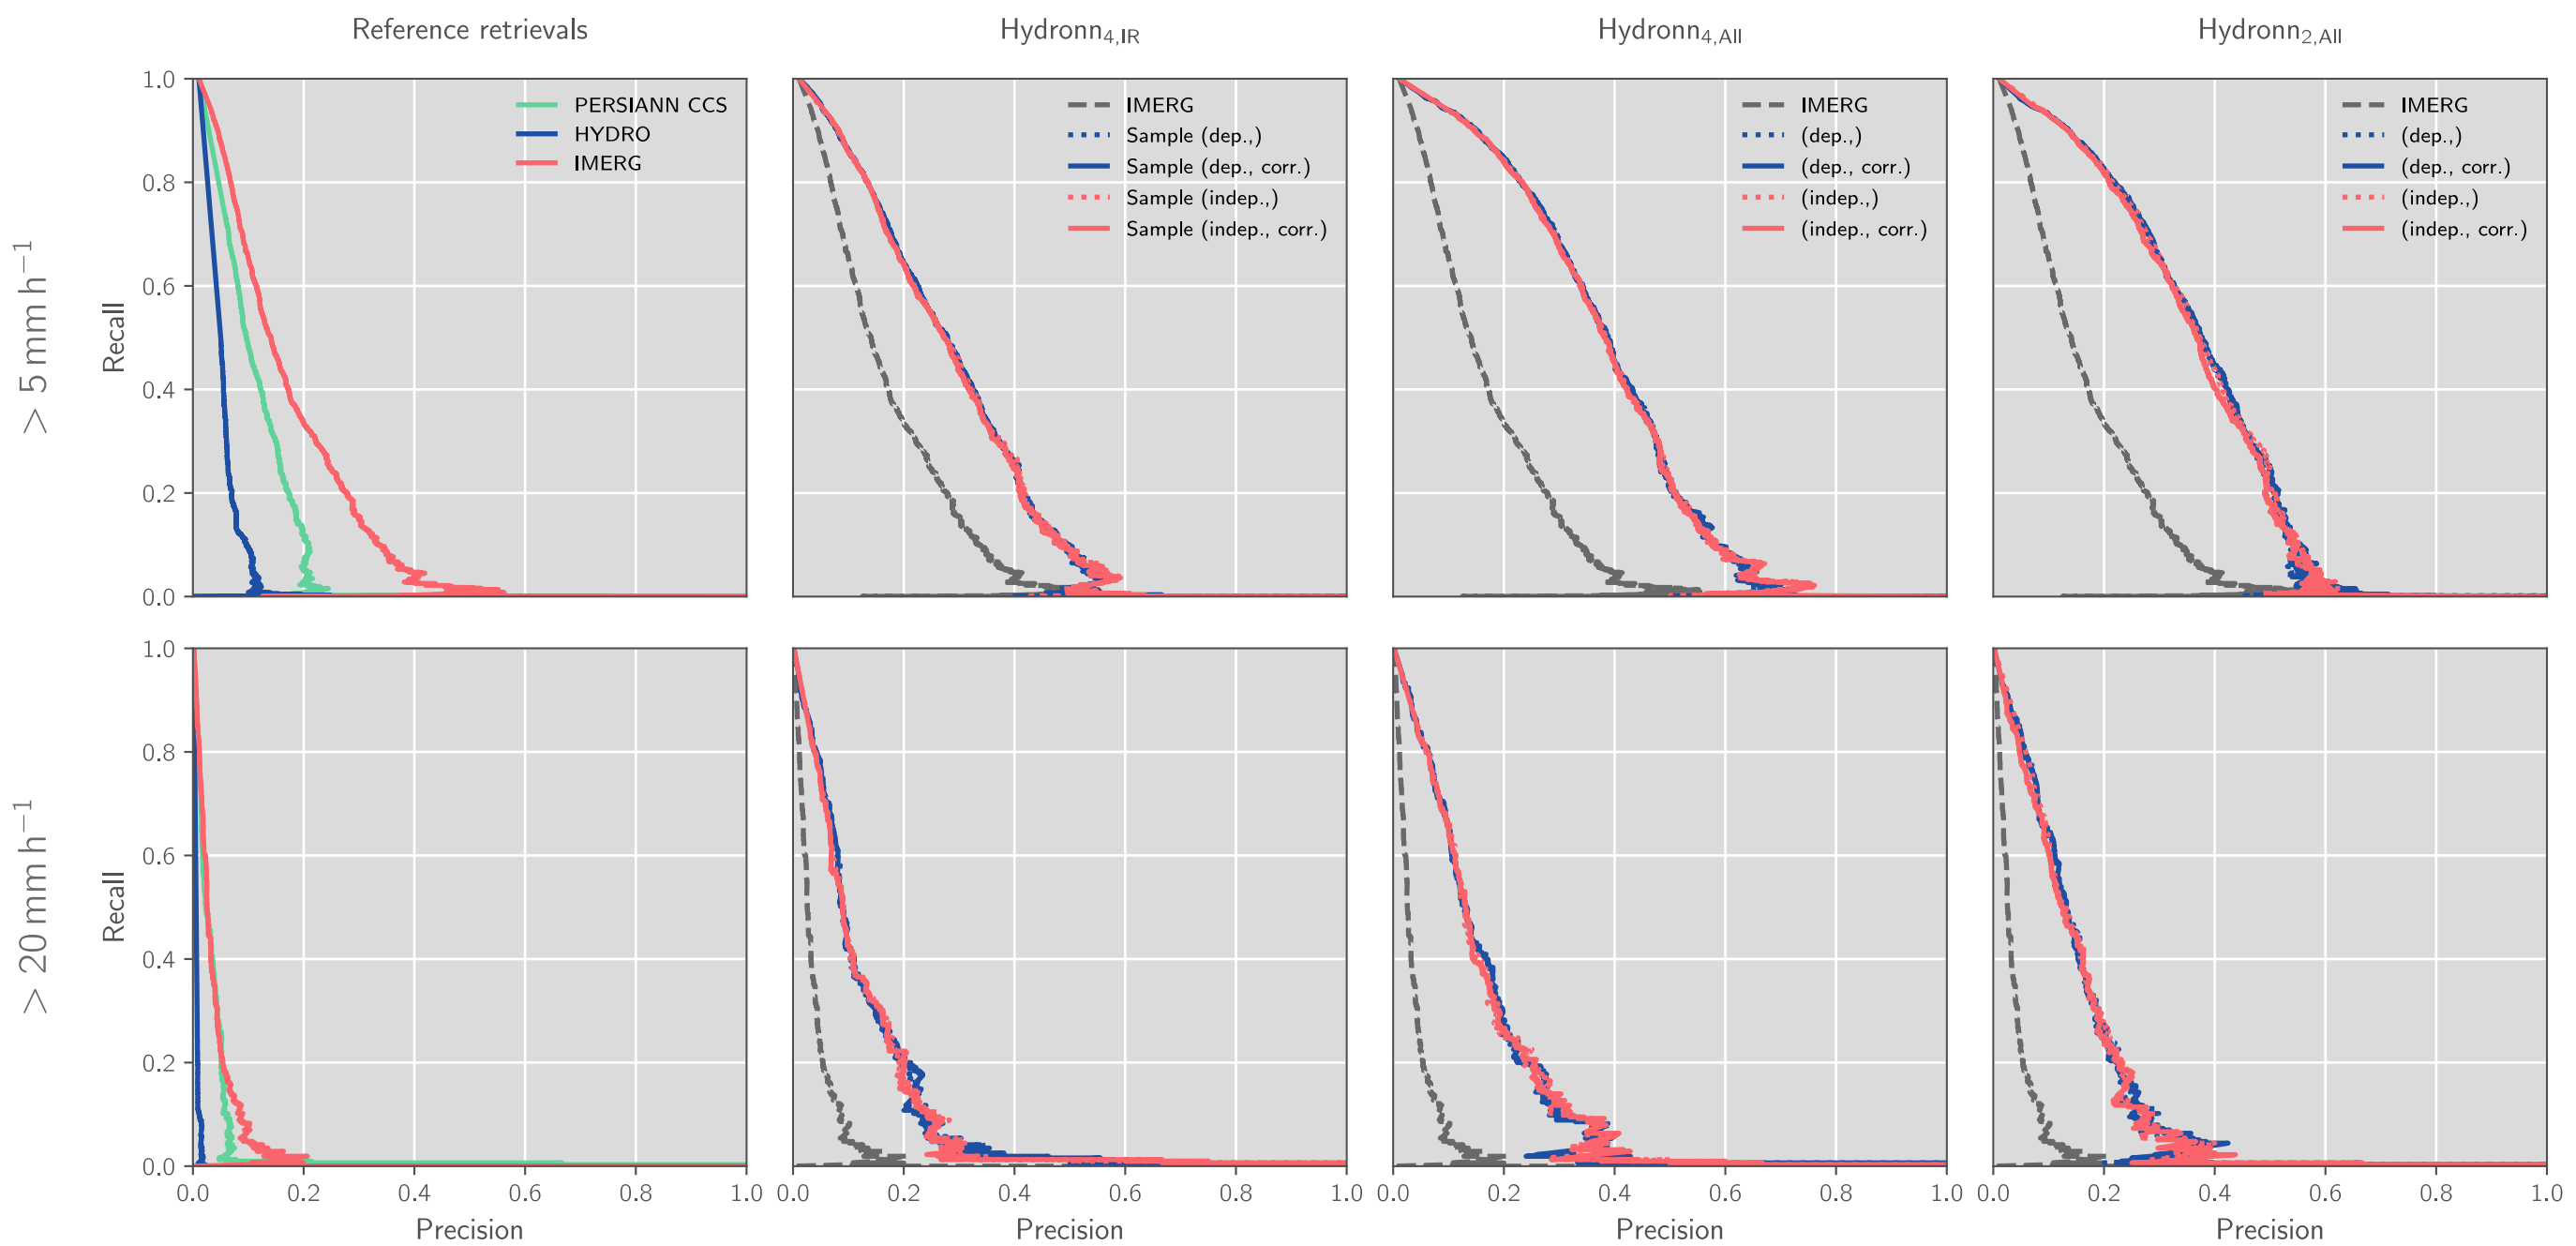 Reference retrievals
Hydronn4,IR
Hydronn4,All
Hydronn2,All
> 5 mm h−1
Recall
1.0
0.8
0.6
0.4
0.2
0.0
PERSIANN CCS
HYDRO
IMERG
IMERG
Sample (dep.,)
Sample (dep., corr.)
Sample (indep.,)
Sample (indep., corr.)
IMERG
(dep.,)
(dep., corr.)
(indep.,)
(indep., corr.)
IMERG
(dep.,)
(dep., corr.)
(indep.,)
(indep., corr.)
> 20 mm h−1
Recall
1.0
0.8
0.6
0.4
0.2
0.0
0.0 0.2 0.4 0.6 0.8 1.0
Precision
0.0 0.2 0.4 0.6 0.8 1.0
Precision
0.0 0.2 0.4 0.6 0.8 1.0
Precision
0.0 0.2 0.4 0.6 0.8 1.0
Precision